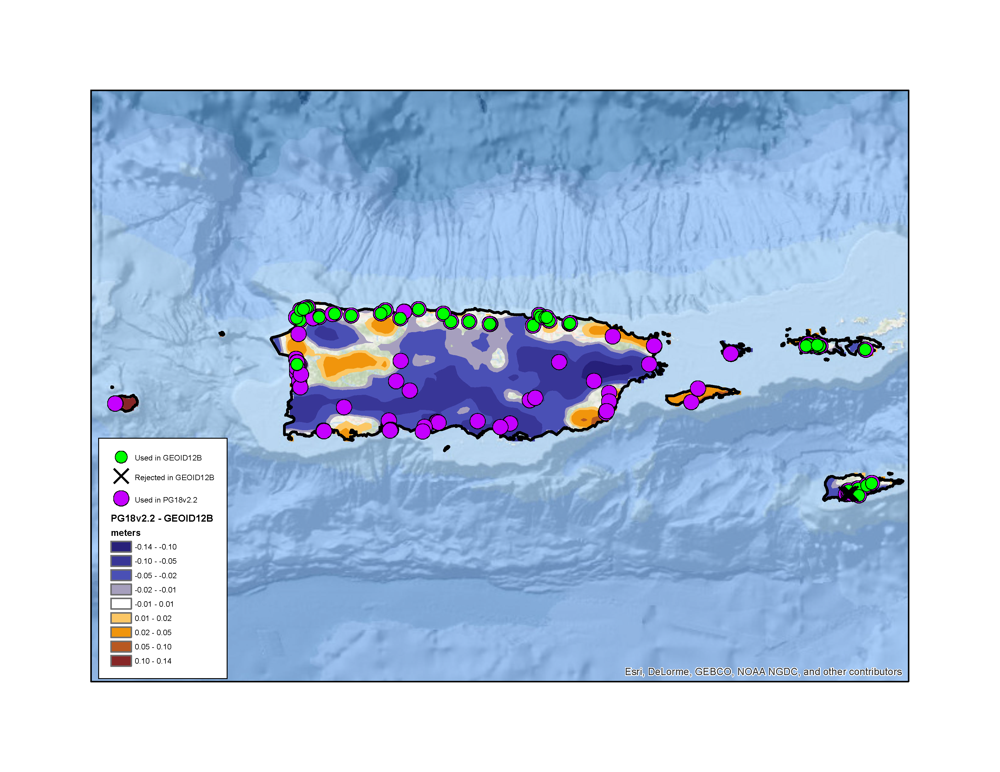 Used in GEOID12B
Rejected in GEOID12B
Used in PG18v2.2
PG18v2.2 - GEOID12B
meters
-0.14 - -0.10
-0.10 - -0.05
-0.05 - -0.02
-0.02 - -0.01
-0.01 - 0.01
0.01 - 0.02
0.02 - 0.05
0.05 - 0.10
0.10 - 0.14
Esri, DeLorme, GEBCO, NOAA NGDC, and other contributors